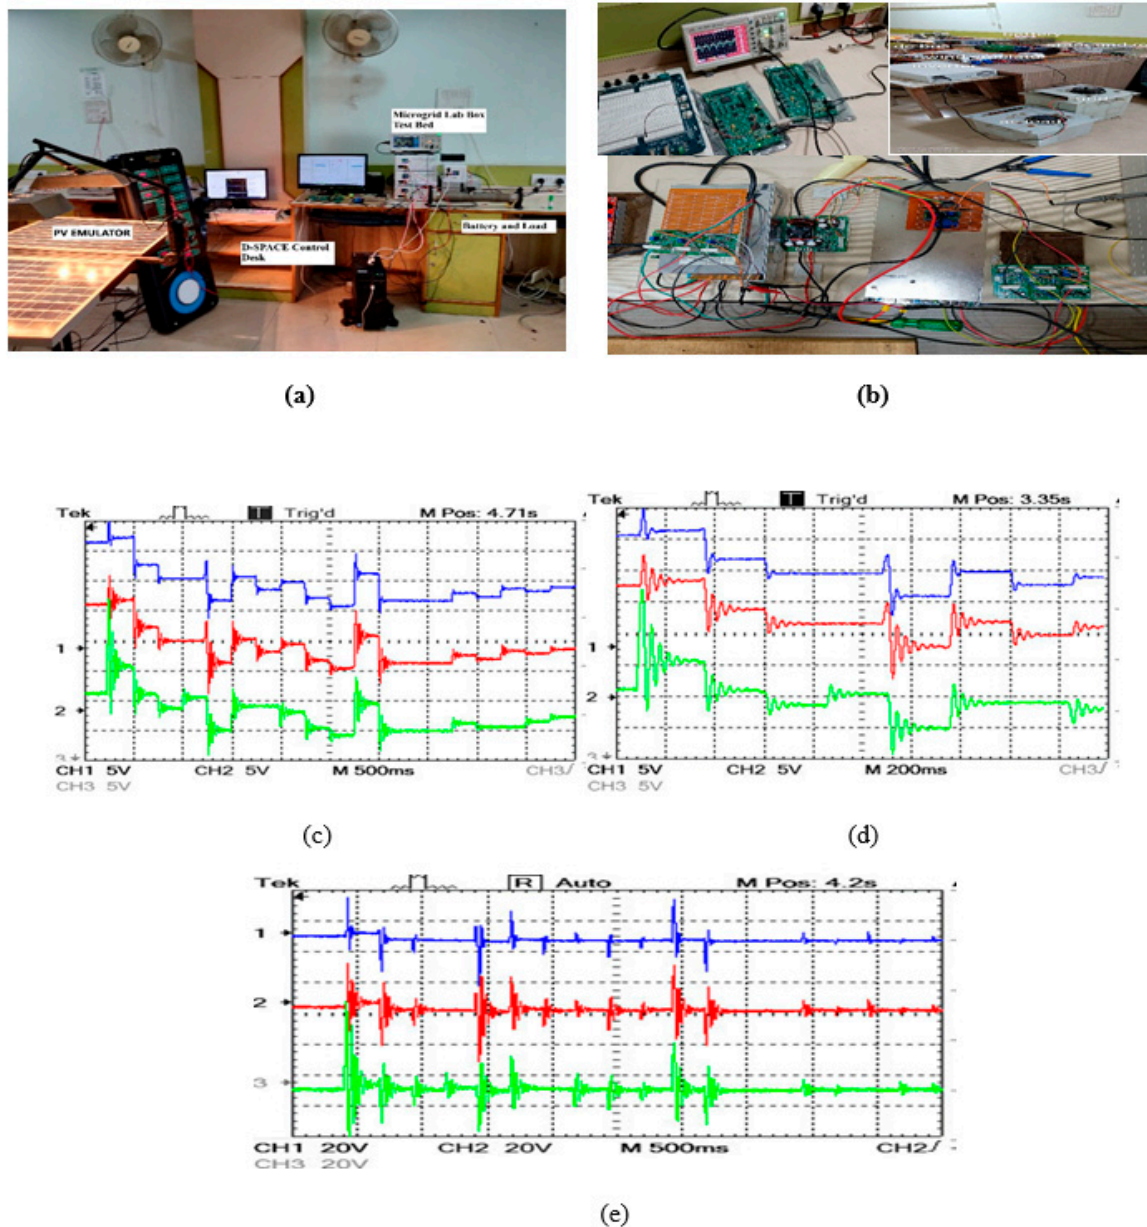 Microgrid Lab Box
Test Bed
PV EMULATOR
D-SPACE Control
Desk
Battery and Load
(a)
(b)
Tek
Trig'd
M Pos: 4.71s
1
2
3
CH1 5V
CH2 5V
M 500ms
CH3
CH3 5V
(c)
Tek
Trig'd
M Pos: 3.35s
1
2
3
CH1 5V
CH2 5V
M 200ms
CH3
CH3 5V
(d)
Tek
R Auto
M Pos: 4.2s
1
2
3
CH1 20V
CH2 20V
M 500ms
CH2
CH3 20V
(e)